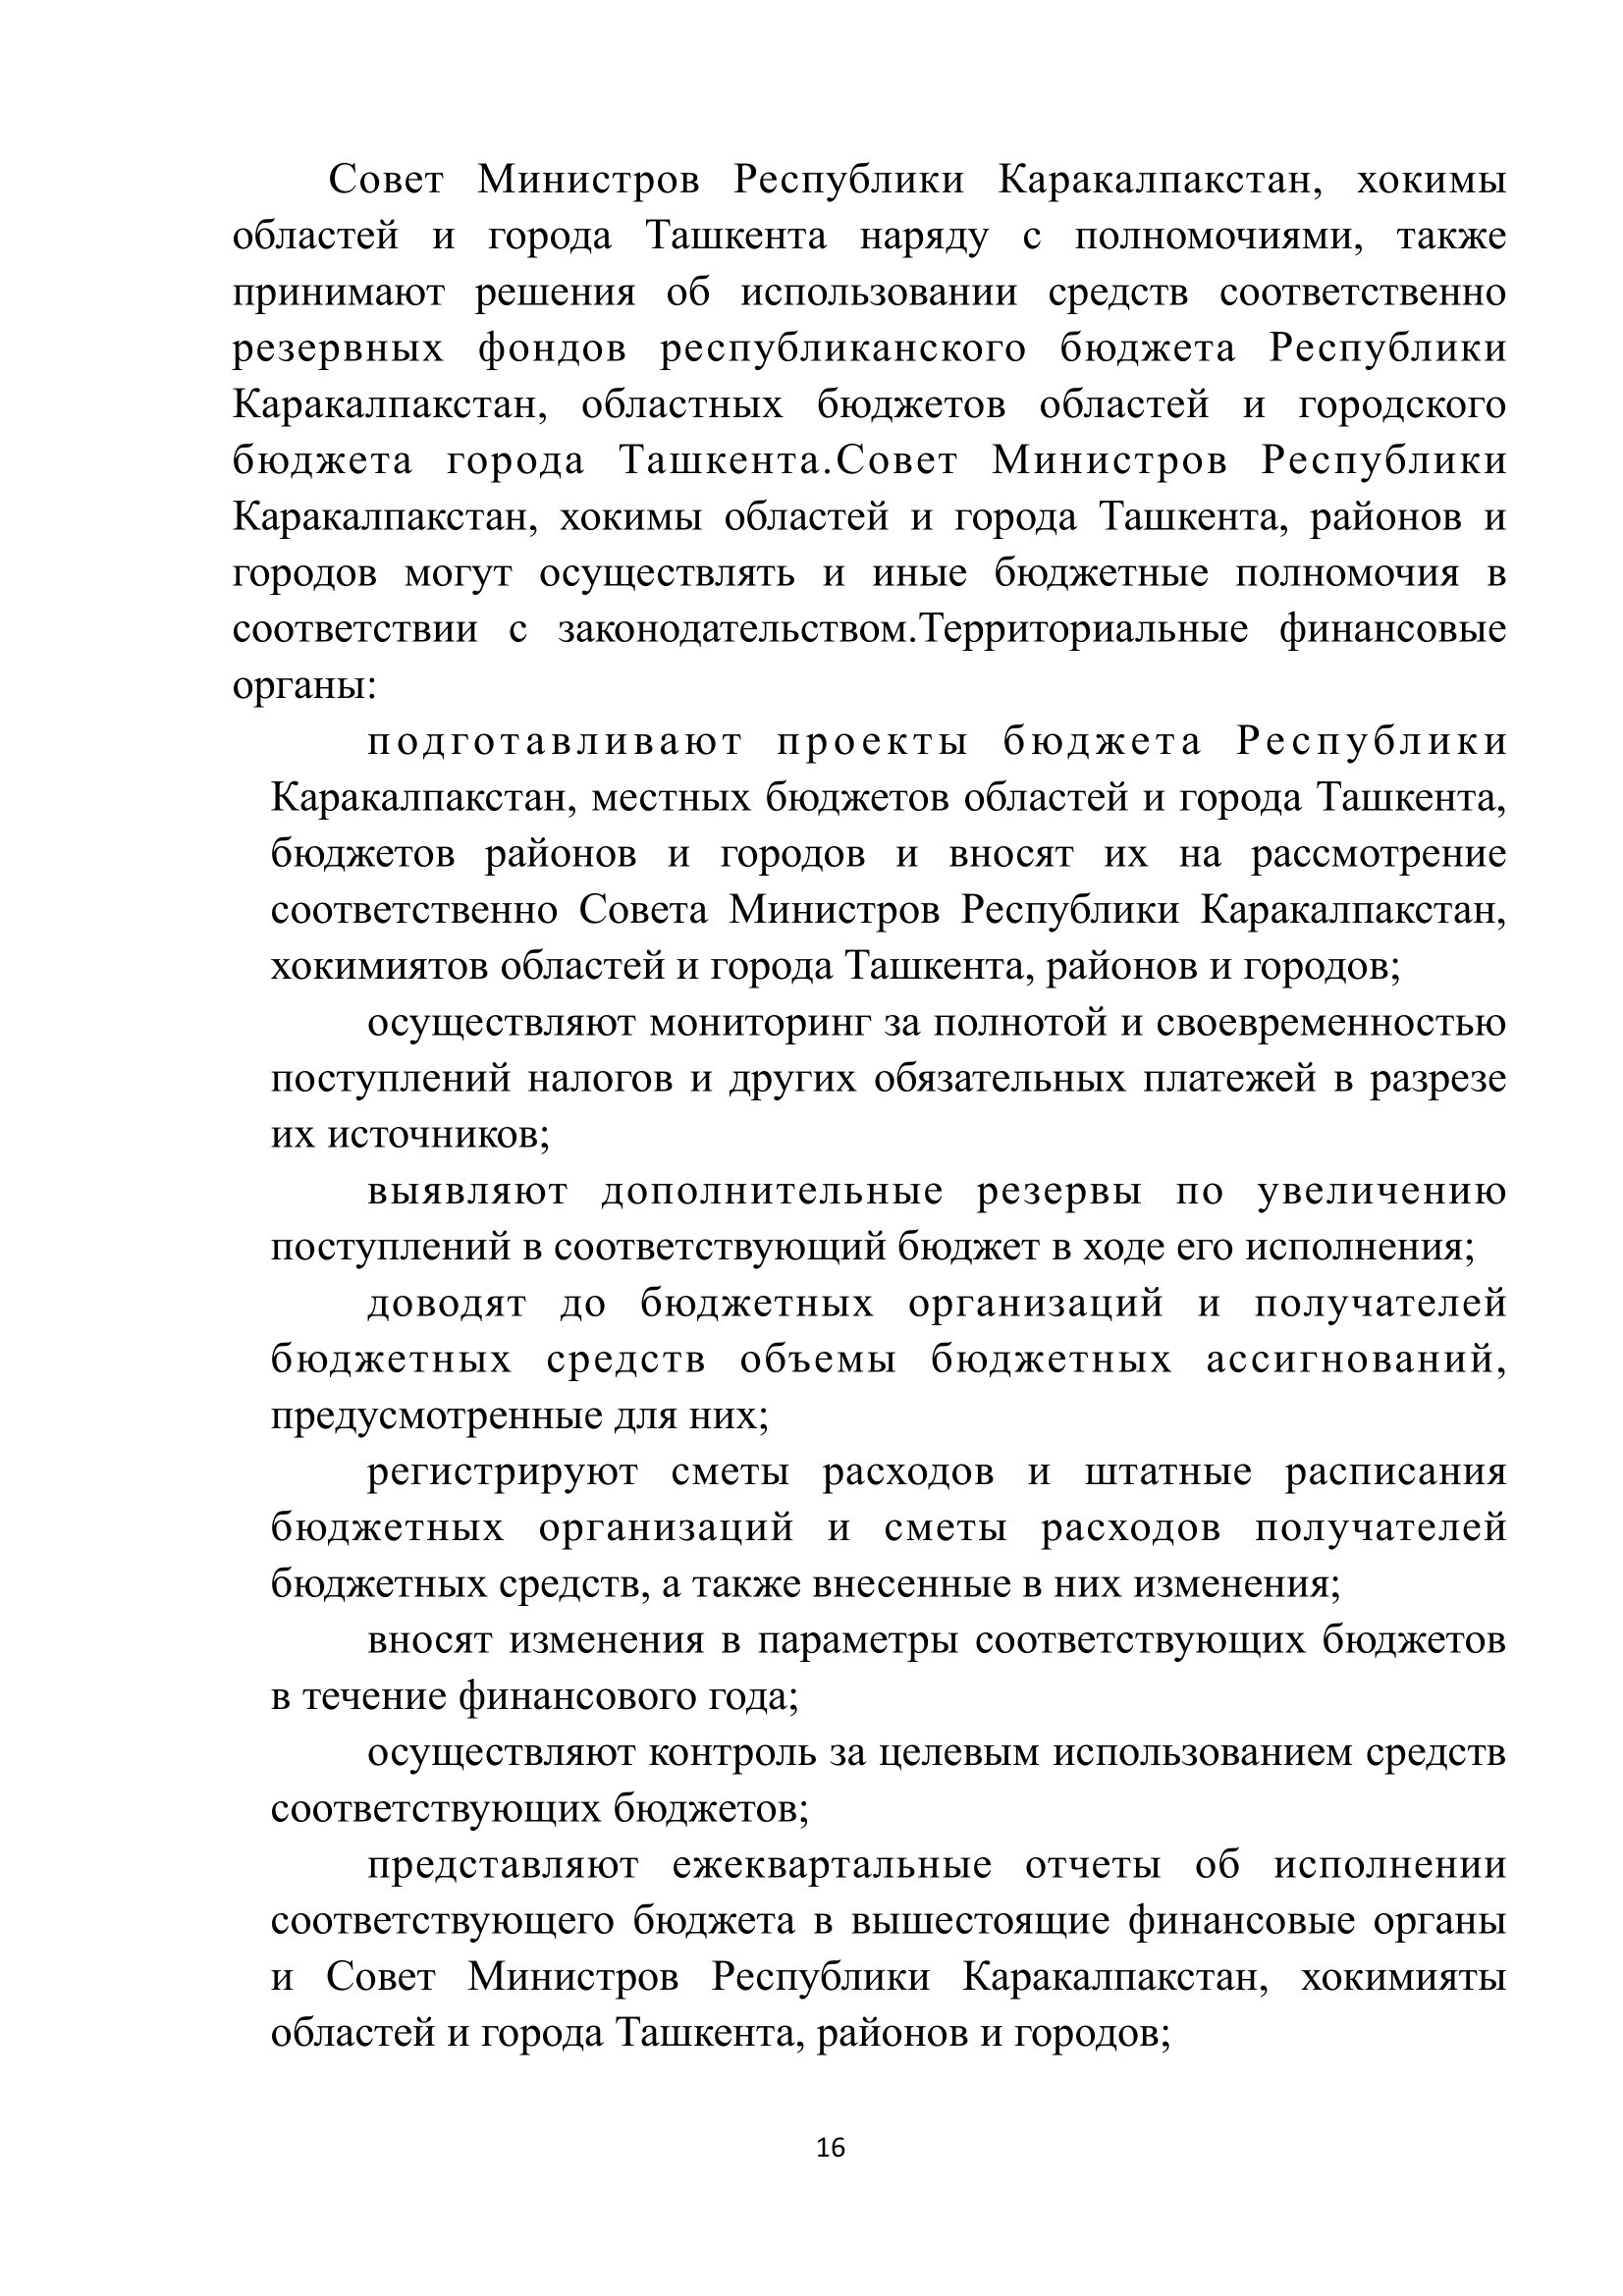 Совет Министров Республики Каракалпакстан, хокимы
областей и города Ташкента наряду с полномочиями, также
принимают решения об использовании средств соответственно
резервных фондов республиканского бюджета Республики
Каракалпакстан, областных бюджетов областей и городского
бюджета города Ташкента.Совет Министров Республики
Каракалпакстан, хокимы областей и города Ташкента, районов и
городов могут осуществлять и иные бюджетные полномочия в
соответствии с законодательством.Территориальные финансовые
органы:
подготавливают проекты бюджета Республики
Каракалпакстан, местных бюджетов областей и города Ташкента,
бюджетов районов и городов и вносят их на рассмотрение
соответственно Совета Министров Республики Каракалпакстан,
хокимиятов областей и города Ташкента, районов и городов;
осуществляют мониторинг за полнотой и своевременностью
поступлений налогов и других обязательных платежей в разрезе
их источников;
выявляют дополнительные резервы по увеличению
поступлений в соответствующий бюджет в ходе его исполнения;
доводят до бюджетных организаций и получателей
бюджетных средств объемы бюджетных ассигнований,
предусмотренные для них;
регистрируют сметы расходов и штатные расписания
бюджетных организаций и сметы расходов получателей
бюджетных средств, а также внесенные в них изменения;
вносят изменения в параметры соответствующих бюджетов
в течение финансового года;
осуществляют контроль за целевым использованием средств
соответствующих бюджетов;
представляют ежеквартальные отчеты об исполнении
соответствующего бюджета в вышестоящие финансовые органы
и Совет Министров Республики Каракалпакстан, хокимияты
областей и города Ташкента, районов и городов;
16